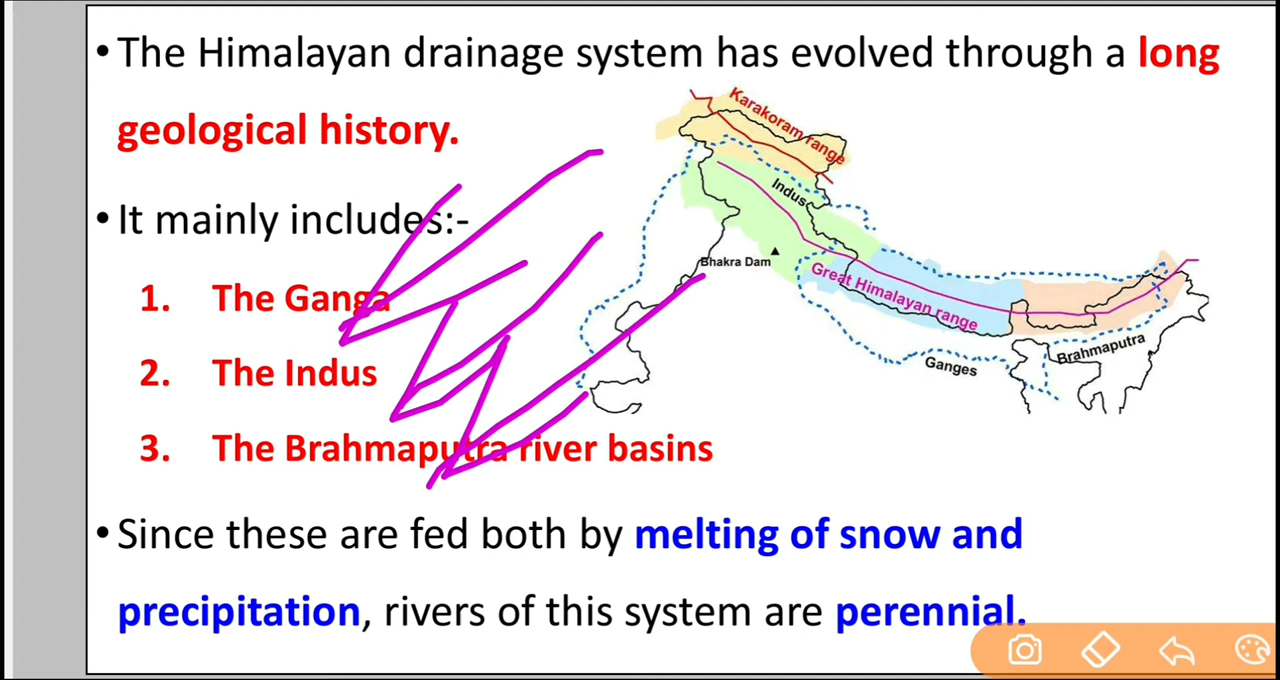 • The Himalayan drainage system has evolved through a long
geological history.
• It mainly includes:-
1. The Ganga
2. The Indus
3. The Brahmaputra river basins
• Since these are fed both by melting of snow and
precipitation, rivers of this system are perennial.
Karakoram range
Indus
Bhakra Dam
Great Himalayan range
Ganges
Brahmaputra